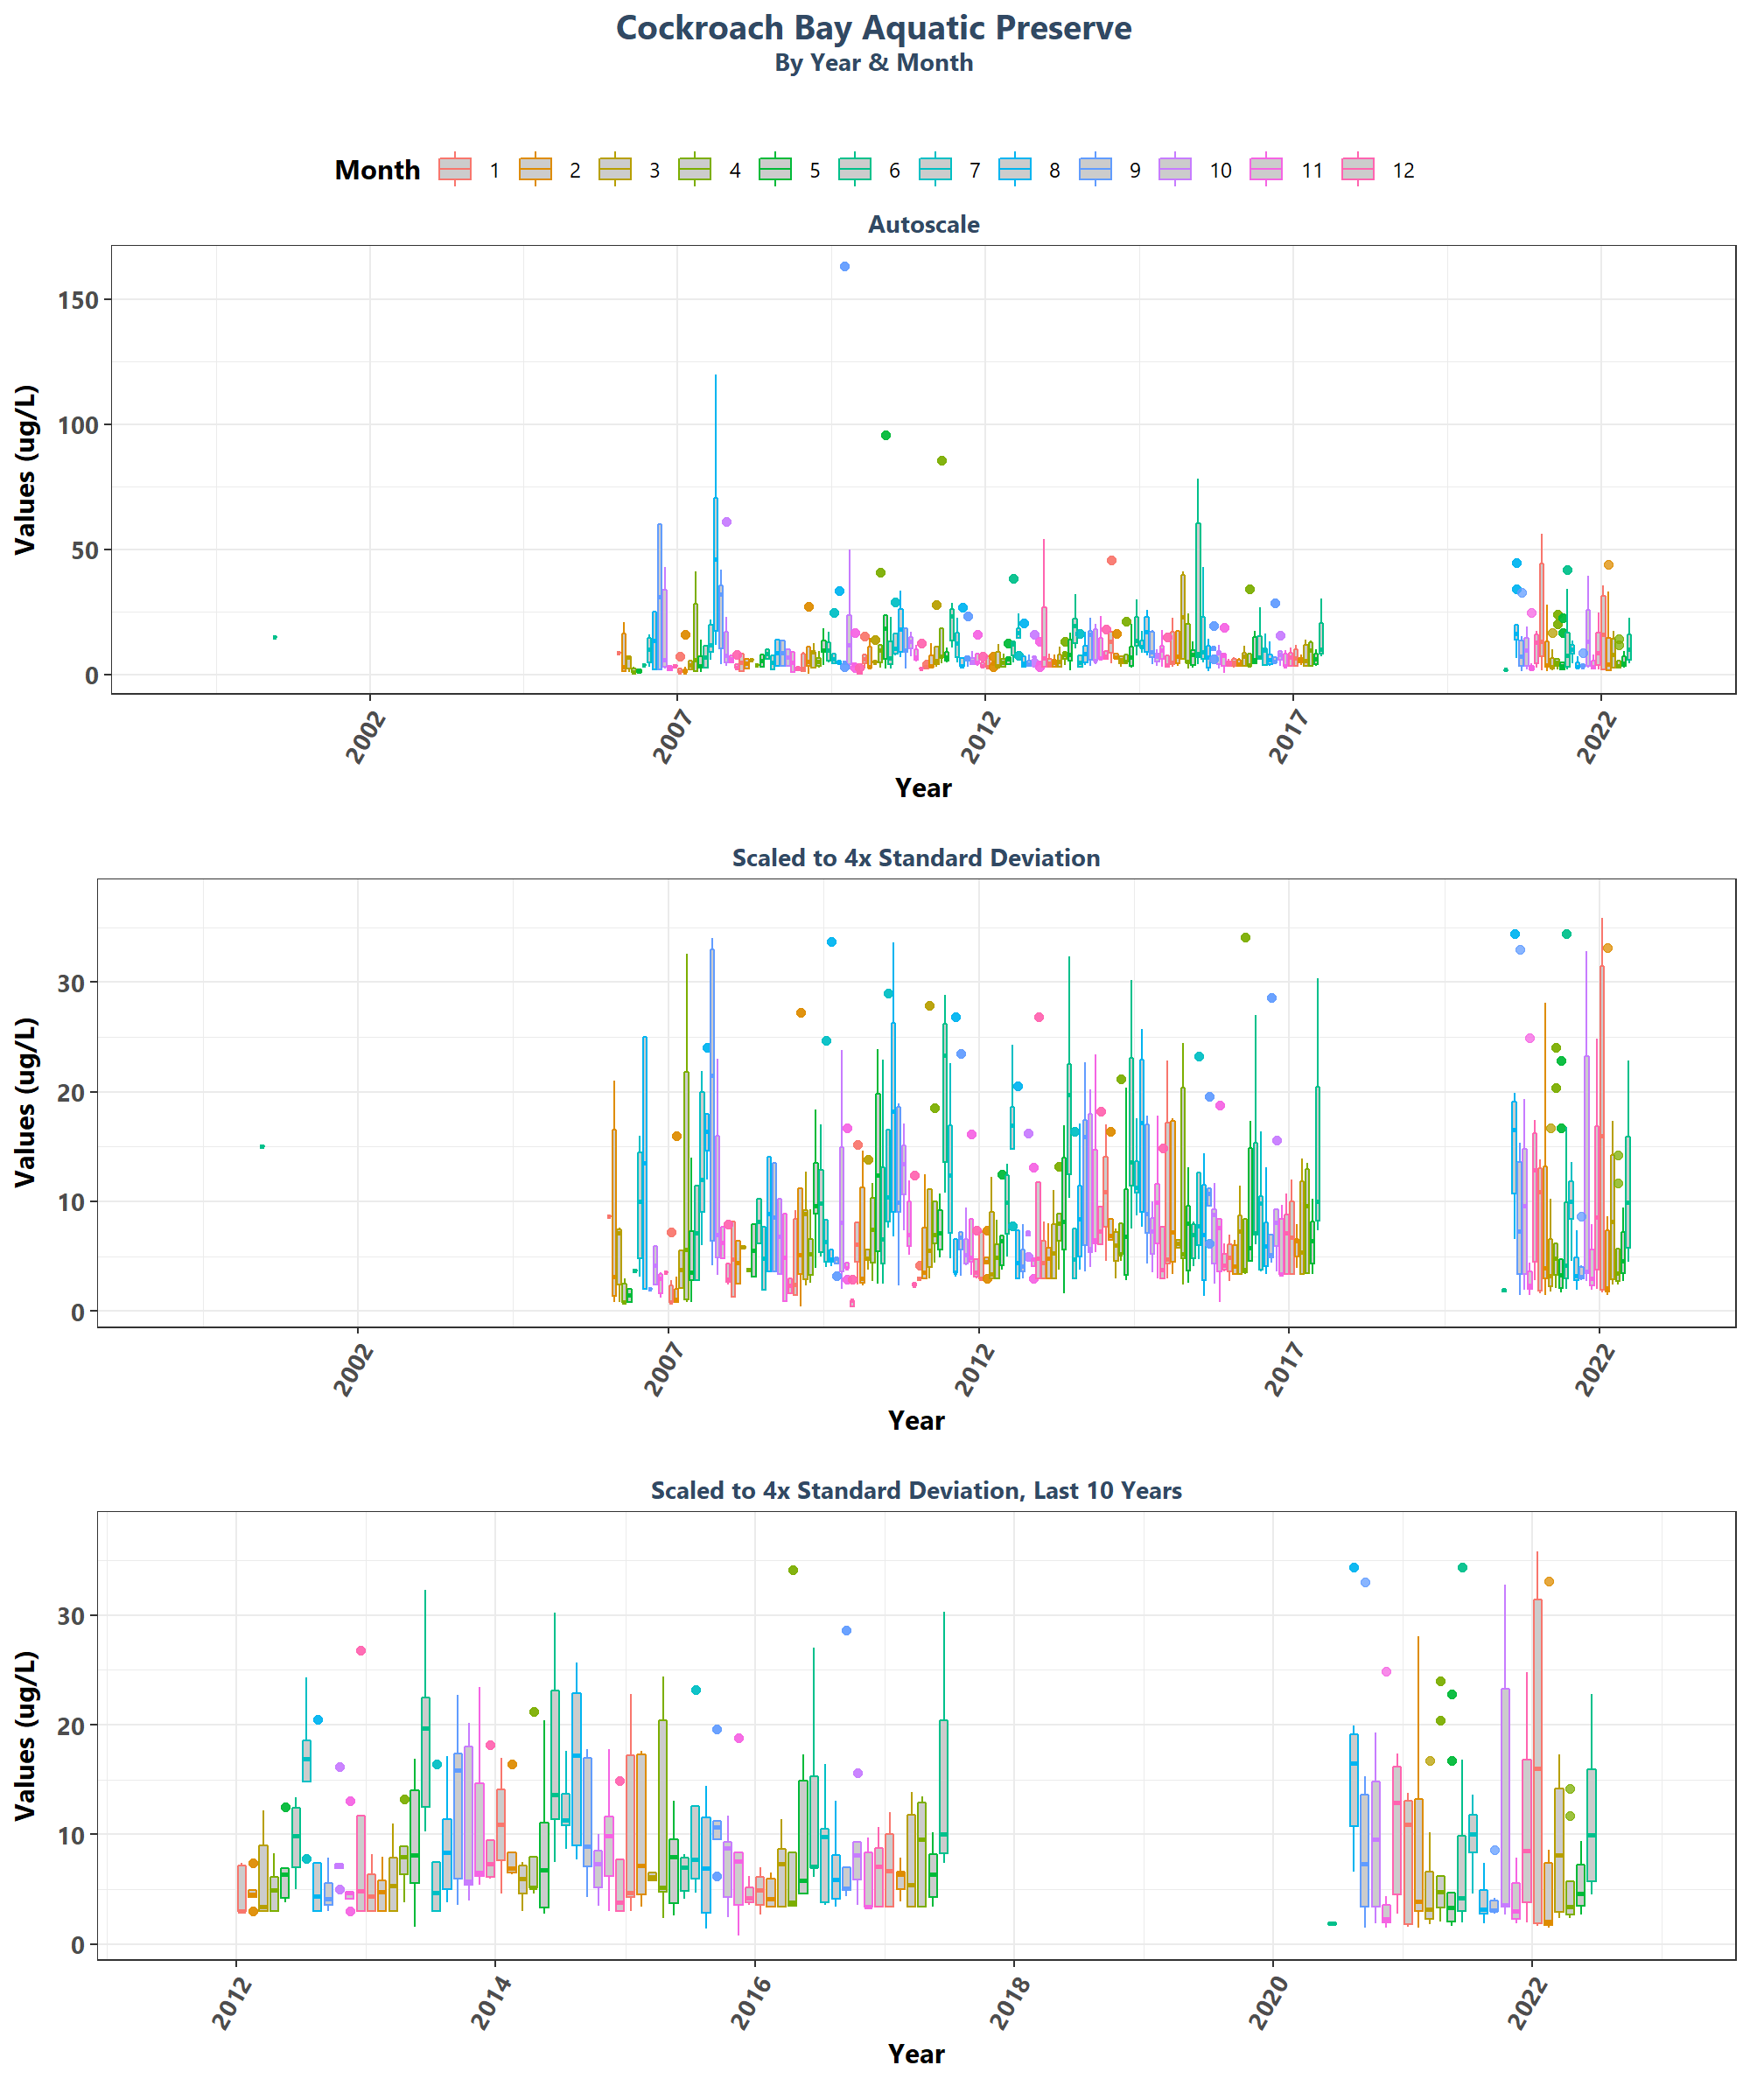 Cockroach Bay Aquatic Preserve
By Year & Month
Month 1 2 3 4 5 6 7 8 9 10 11 12
Autoscale
Values (ug/L)
150
100
50
0
2002 2007 2012 2017 2022
Year
Scaled to 4x Standard Deviation
Values (ug/L)
30
20
10
0
2002 2007 2012 2017 2022
Year
Scaled to 4x Standard Deviation, Last 10 Years
Values (ug/L)
30
20
10
0
2012 2014 2016 2018 2020 2022
Year